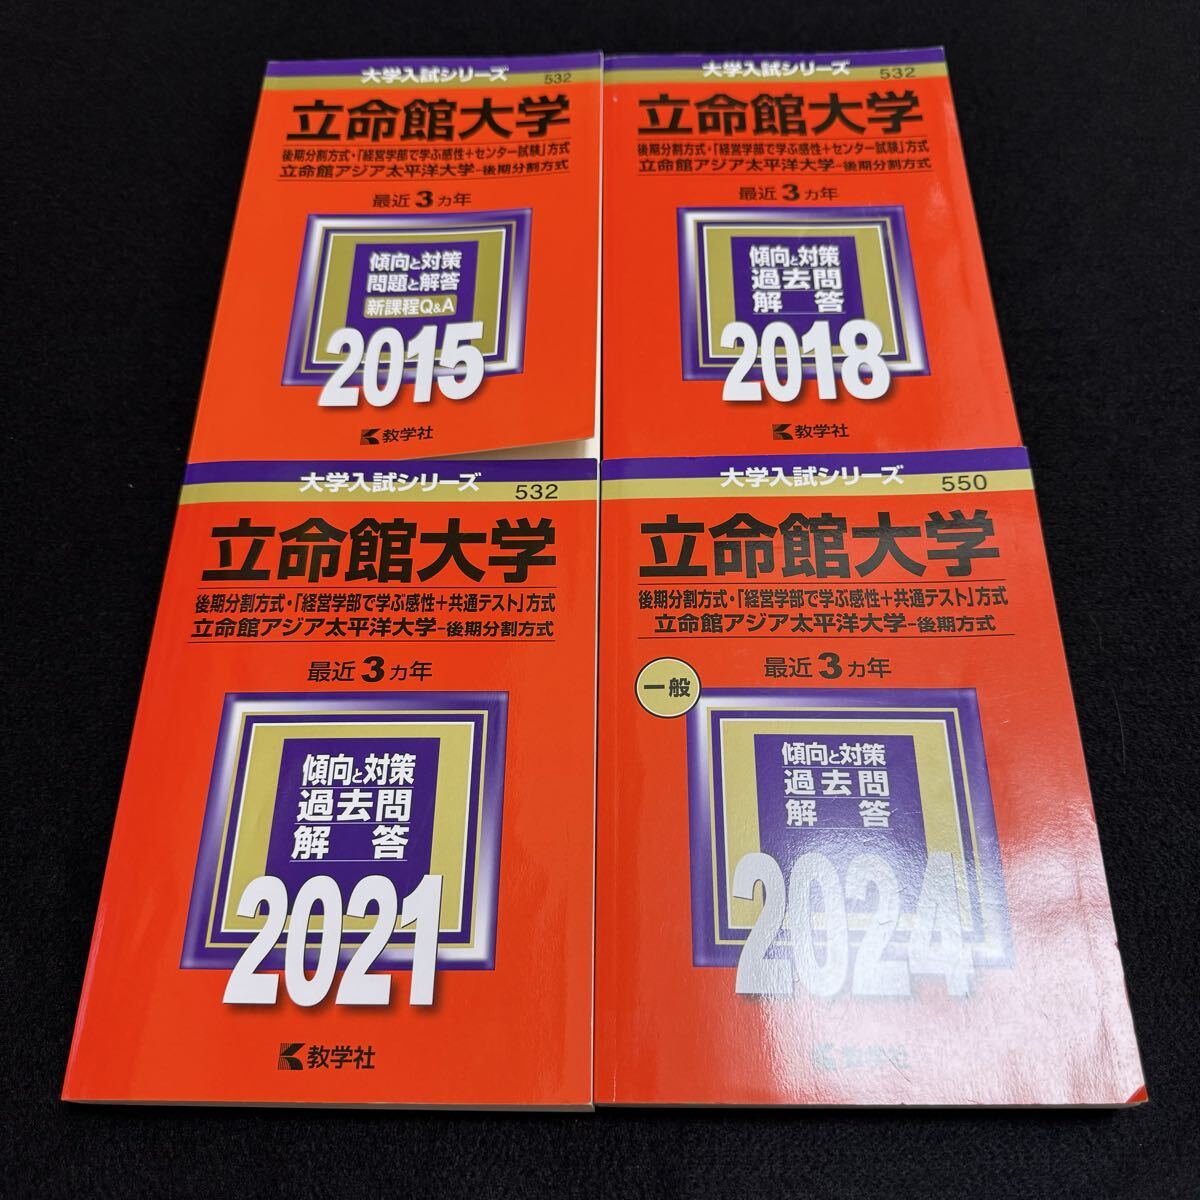 大学入試シリーズ
532
立命館大学
後期分割方式・「経営学部で学ぶ感性+センター試験」方式
立命館アジア太平洋大学-後期分割方式
最近3ヵ年
傾向と対策
問題と解答
新課程Q&A
2015
教学社
大学入試シリーズ
532
立命館大学
後期分割方式・「経営学部で学ぶ感性+センター試験」方式
立命館アジア太平洋大学-後期分割方式
最近3ヵ年
傾向と対策
過去問
解答
2018
教学社
大学入試シリーズ
532
立命館大学
後期分割方式・「経営学部で学ぶ感性+共通テスト」方式
立命館アジア太平洋大学-後期分割方式
最近3ヵ年
傾向と対策
過去問
解答
2021
教学社
大学入試シリーズ
550
立命館大学
後期分割方式・「経営学部で学ぶ感性+共通テスト」方式
立命館アジア太平洋大学-後期方式
最近3ヵ年
一般
傾向と対策
過去問
解答
2024
教学社